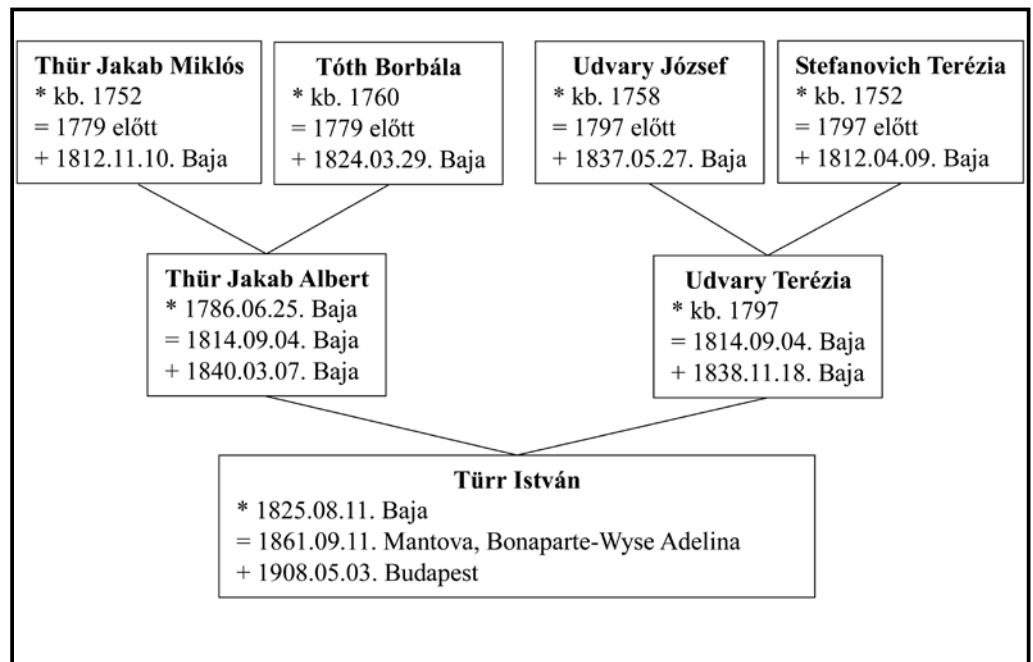 Thür Jakab Miklós
* kb. 1752
= 1779 előtt
+ 1812.11.10. Baja
Tóth Borbála
* kb. 1760
= 1779 előtt
+ 1824.03.29. Baja
Udvary József
* kb. 1758
= 1797 előtt
+ 1837.05.27. Baja
Stefanovich Terézia
* kb. 1752
= 1797 előtt
+ 1812.04.09. Baja
Thür Jakab Albert
* 1786.06.25. Baja
= 1814.09.04. Baja
+ 1840.03.07. Baja
Udvary Terézia
* kb. 1797
= 1814.09.04. Baja
+ 1838.11.18. Baja
Türr István
* 1825.08.11. Baja
= 1861.09.11. Mantova, Bonaparte-Wyse Adelina
+ 1908.05.03. Budapest